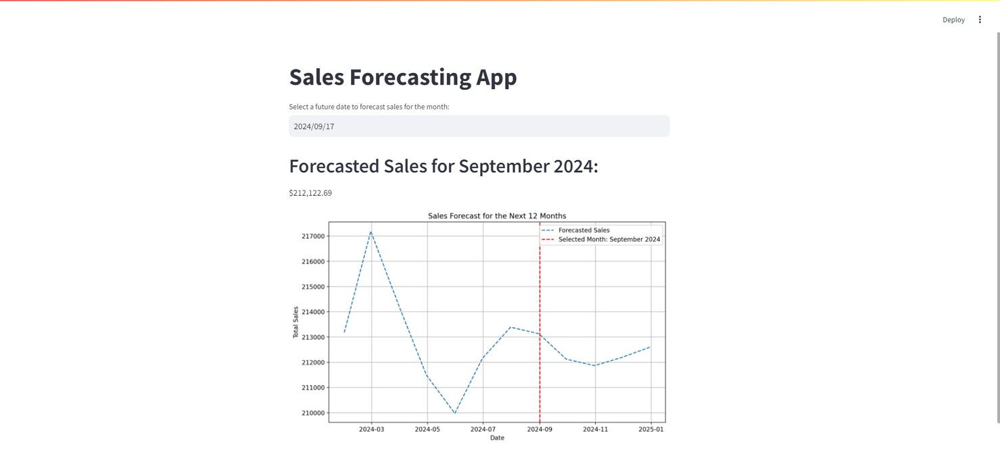 Deploy
Sales Forecasting App
Select a future date to forecast sales for the month:
2024/09/17
Forecasted Sales for September 2024:
$212,122.69
Sales Forecast for the Next 12 Months
Forecasted Sales
Selected Month: September 2024
217000
216000
215000
214000
213000
212000
211000
210000
Total Sales
2024-03 2024-05 2024-07 2024-09 2024-11 2025-01
Date